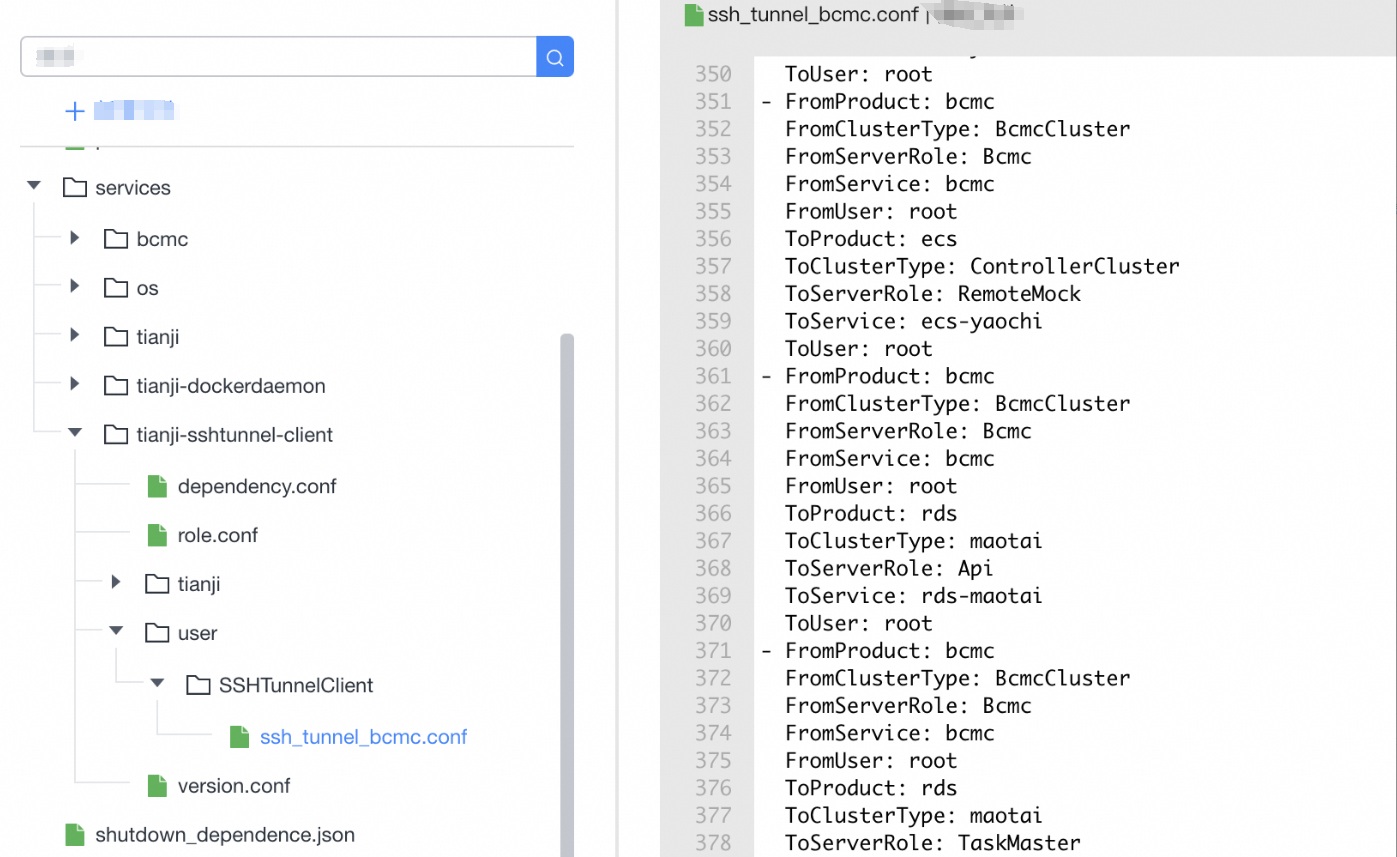 services
bcmc
os
tianji
tianji-dockerdaemon
tianji-sshtunnel-client
dependency.conf
role.conf
tianji
user
SSHTunnelClient
ssh_tunnel_bcmc.conf
version.conf
shutdown_dependence.json
ssh_tunnel_bcmc.conf |
350 ToUser: root
351 - FromProduct: bcmc
352 FromClusterType: BcmcCluster
353 FromServerRole: Bcmc
354 FromService: bcmc
355 FromUser: root
356 ToProduct: ecs
357 ToClusterType: ControllerCluster
358 ToServerRole: RemoteMock
359 ToService: ecs-yaochi
360 ToUser: root
361 - FromProduct: bcmc
362 FromClusterType: BcmcCluster
363 FromServerRole: Bcmc
364 FromService: bcmc
365 FromUser: root
366 ToProduct: rds
367 ToClusterType: maotai
368 ToServerRole: Api
369 ToService: rds-maotai
370 ToUser: root
371 - FromProduct: bcmc
372 FromClusterType: BcmcCluster
373 FromServerRole: Bcmc
374 FromService: bcmc
375 FromUser: root
376 ToProduct: rds
377 ToClusterType: maotai
378 ToServerRole: TaskMaster